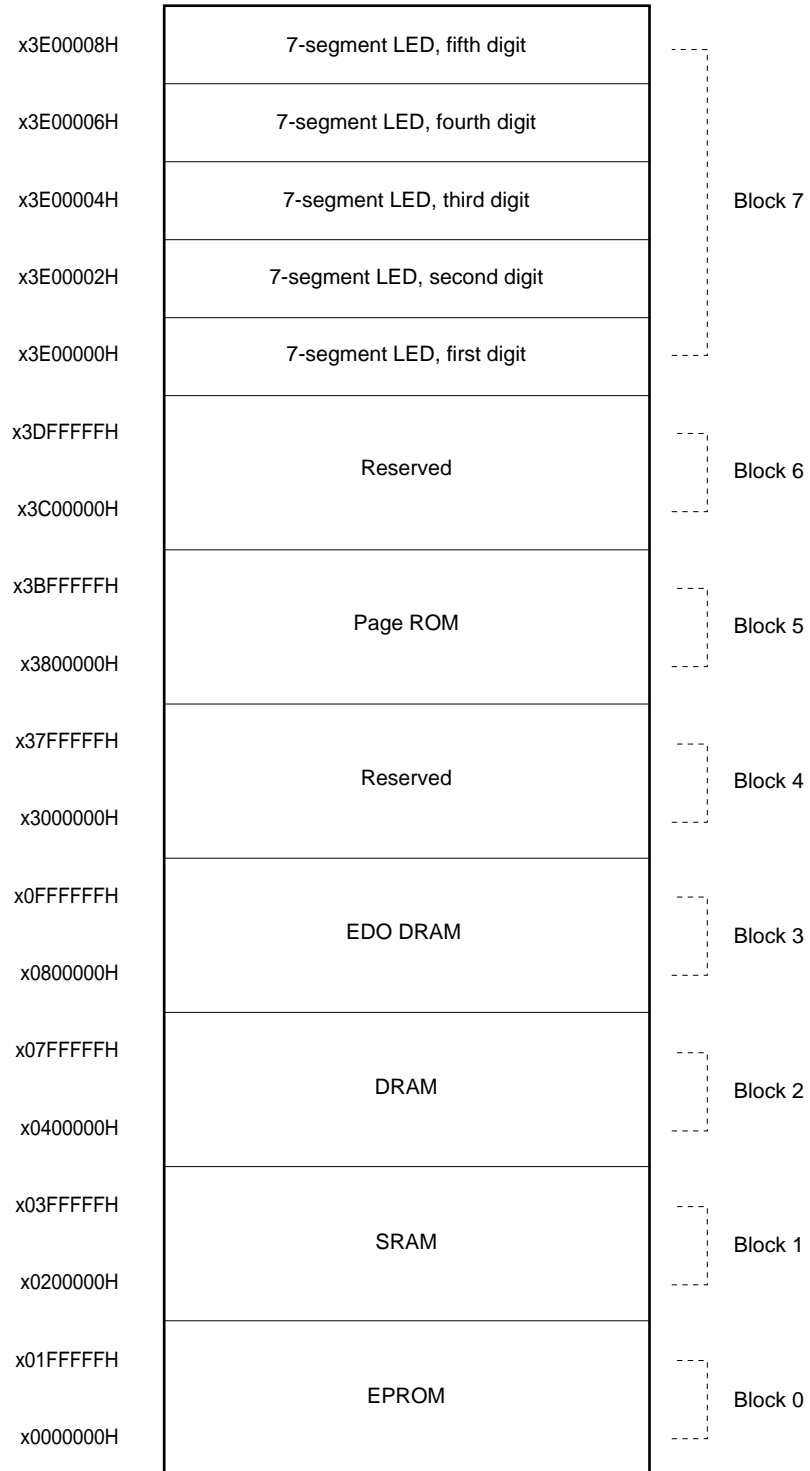 x3E00008H 7-segment LED, fifth digit
x3E00006H 7-segment LED, fourth digit
x3E00004H 7-segment LED, third digit Block 7
x3E00002H 7-segment LED, second digit
x3E00000H 7-segment LED, first digit
x3DFFFFFH
Reserved Block 6
x3C00000H
x3BFFFFFH
Page ROM Block 5
x3800000H
x37FFFFFH
Reserved Block 4
x3000000H
x0FFFFFFH
EDO DRAM Block 3
x0800000H
x07FFFFFH
DRAM Block 2
x0400000H
x03FFFFFH
SRAM Block 1
x0200000H
x01FFFFFH
EPROM Block 0
x0000000H